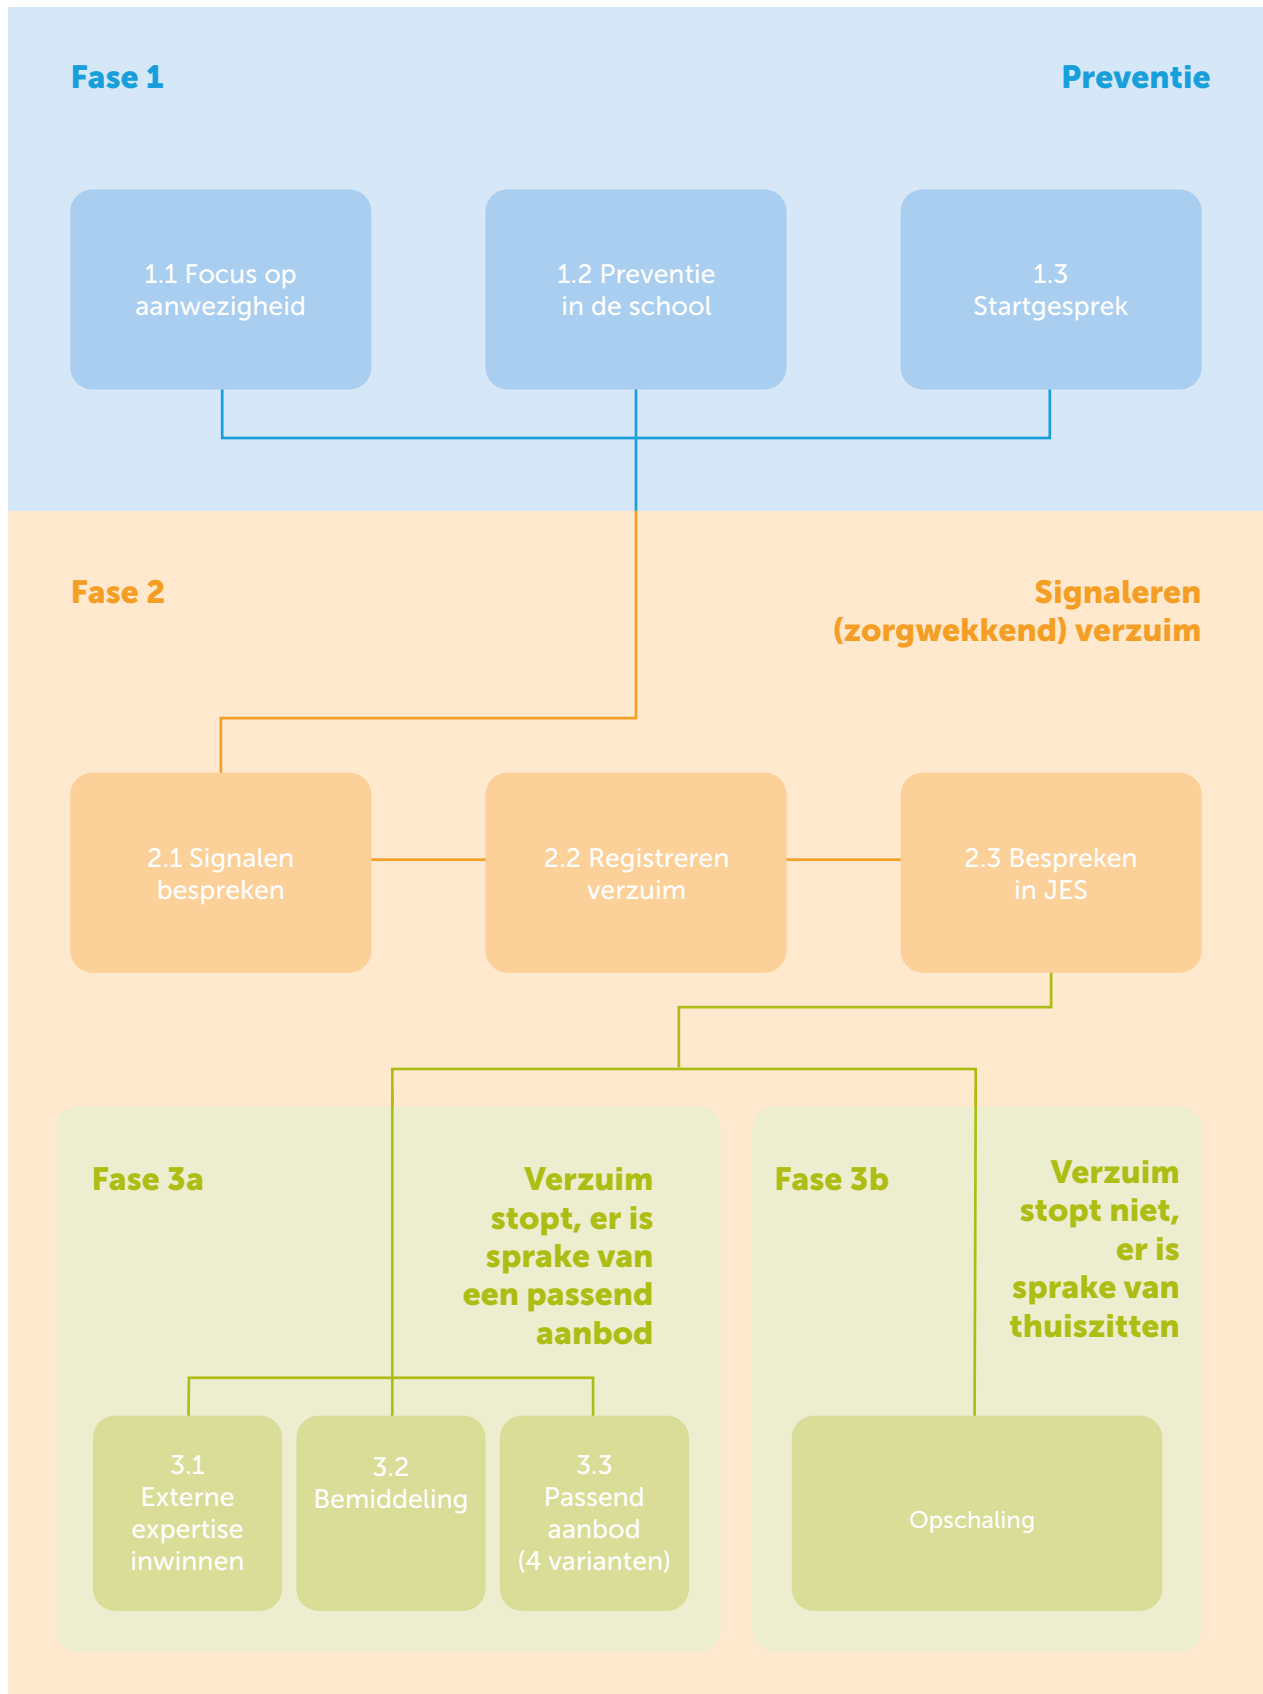 Fase 1
Preventie
1.1 Focus op
aanwezigheid
1.2 Preventie
in de school
1.3
Startgesprek
Fase 2
Signaleren
(zorgwekkend) verzuim
2.1 Signalen
bespreken
2.2 Registreren
verzuim
2.3 Bespreken
in JES
Fase 3a
Verzuim
stopt, er is
sprake van
een passend
aanbod
3.1
Externe
expertise
inwinnen
3.2
Bemiddeling
3.3
Passend
aanbod
(4 varianten)
Fase 3b
Verzuim
stopt niet,
er is
sprake van
thuiszitten
Opschaling